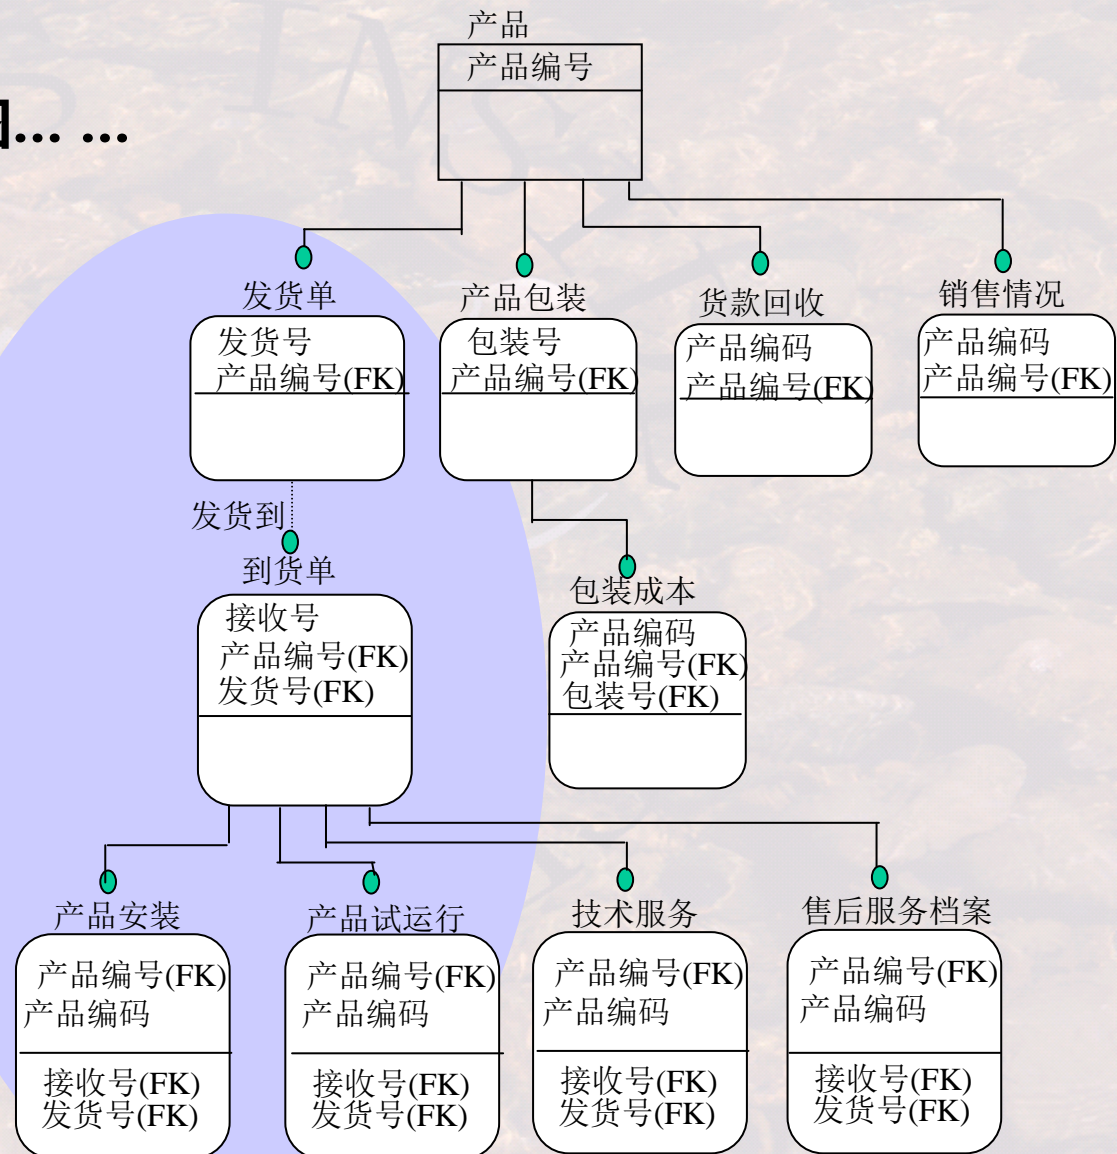 产品
产品编号
... ...
发货单
发货号
产品编号(FK)
产品包装
包装号
产品编号(FK)
货款回收
产品编码
产品编号(FK)
销售情况
产品编码
产品编号(FK)
发货到
到货单
接收号
产品编号(FK)
发货号(FK)
包装成本
产品编码
产品编号(FK)
包装号(FK)
产品安装
产品编号(FK)
产品编码
接收号(FK)
发货号(FK)
产品试运行
产品编号(FK)
产品编码
接收号(FK)
发货号(FK)
技术服务
产品编号(FK)
产品编码
接收号(FK)
发货号(FK)
售后服务档案
产品编号(FK)
产品编码
接收号(FK)
发货号(FK)